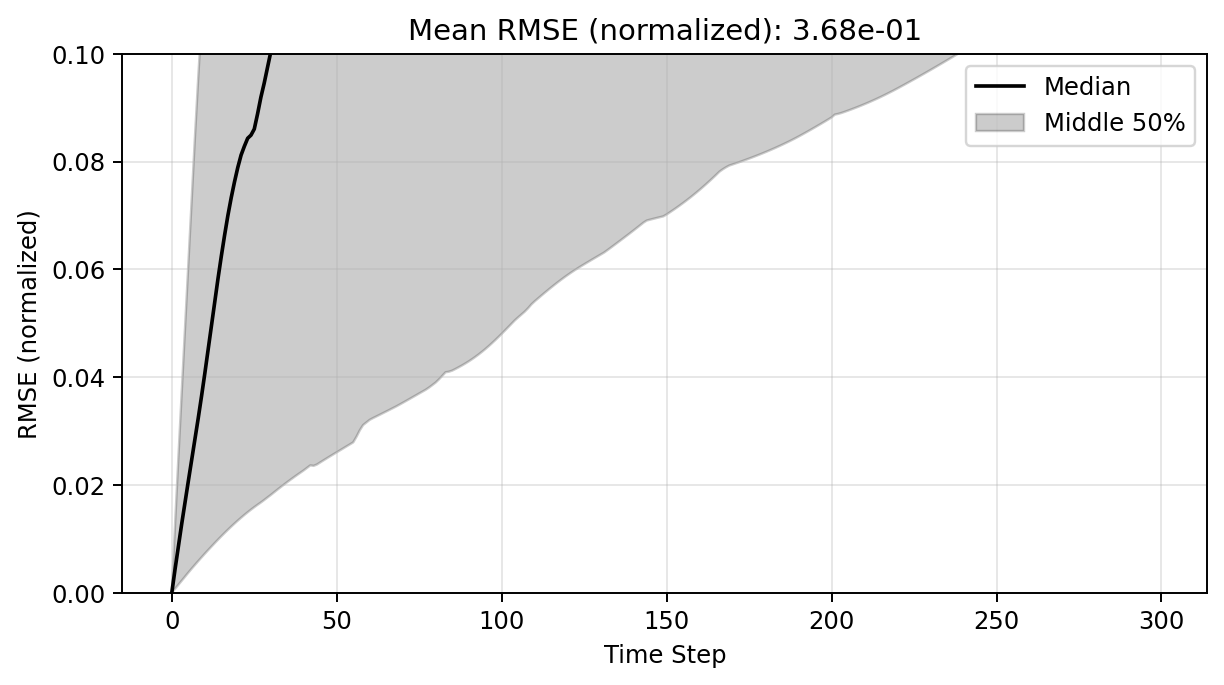 Mean RMSE (normalized): 3.68e-01
0.10
0.08
0.06
0.04
0.02
0.00
RMSE (normalized)
Median
Middle 50%
0 50 100 150 200 250 300
Time Step